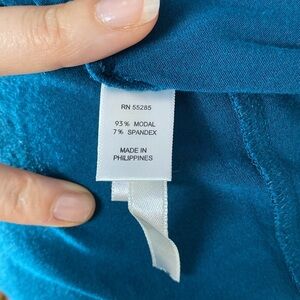 RN 55285
93% MODAL
7% SPANDEX
MADE IN
PHILIPPINES